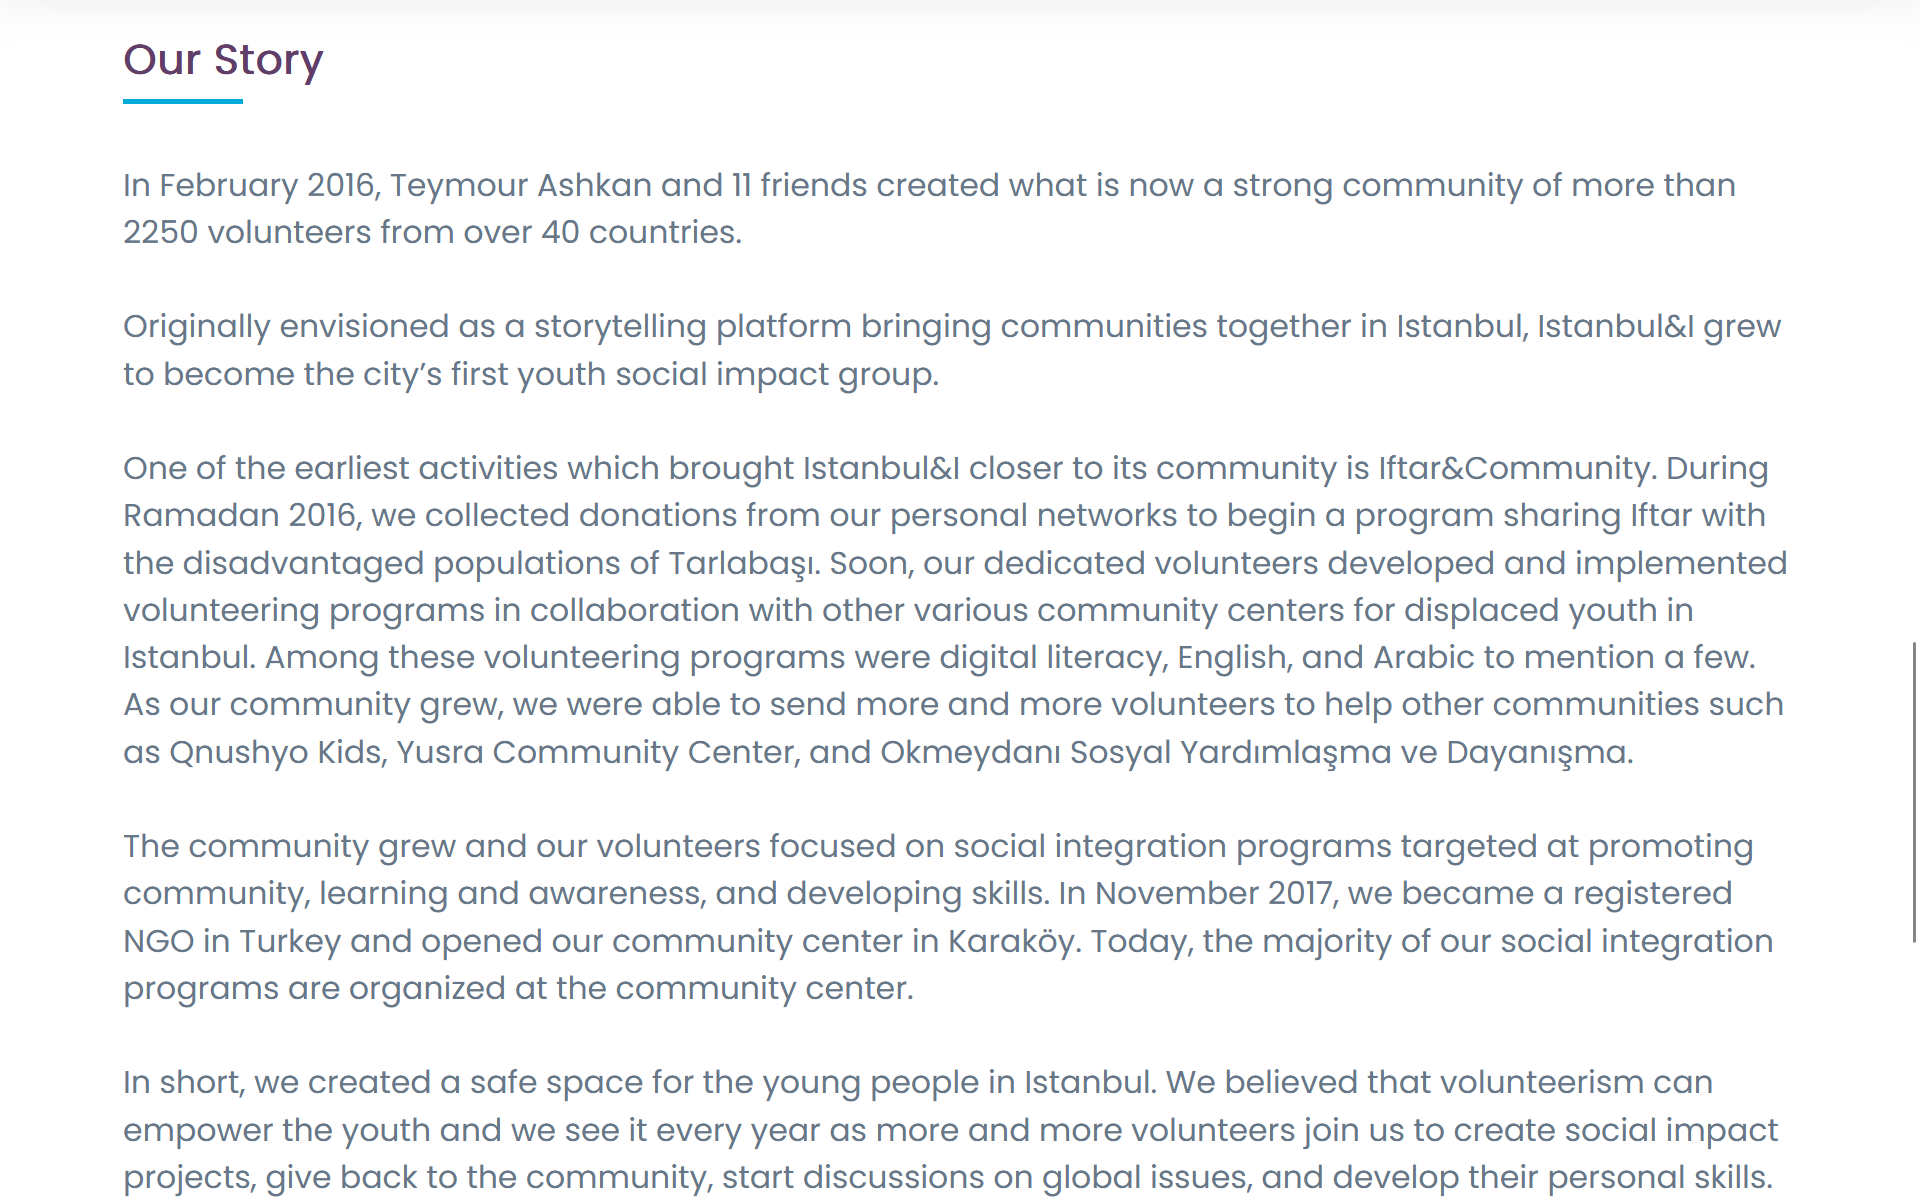 Our Story
In February 2016, Teymour Ashkan and 11 friends created what is now a strong community of more than
2250 volunteers from over 40 countries.
Originally envisioned as a storytelling platform bringing communities together in Istanbul, Istanbul&I grew
to become the city’s first youth social impact group.
One of the earliest activities which brought Istanbul&I closer to its community is Iftar&Community. During
Ramadan 2016, we collected donations from our personal networks to begin a program sharing Iftar with
the disadvantaged populations of Tarlabaşı. Soon, our dedicated volunteers developed and implemented
volunteering programs in collaboration with other various community centers for displaced youth in
Istanbul. Among these volunteering programs were digital literacy, English, and Arabic to mention a few.
As our community grew, we were able to send more and more volunteers to help other communities such
as Qnushyo Kids, Yusra Community Center, and Okmeydanı Sosyal Yardımlaşma ve Dayanışma.
The community grew and our volunteers focused on social integration programs targeted at promoting
community, learning and awareness, and developing skills. In November 2017, we became a registered
NGO in Turkey and opened our community center in Karaköy. Today, the majority of our social integration
programs are organized at the community center.
In short, we created a safe space for the young people in Istanbul. We believed that volunteerism can
empower the youth and we see it every year as more and more volunteers join us to create social impact
projects, give back to the community, start discussions on global issues, and develop their personal skills.